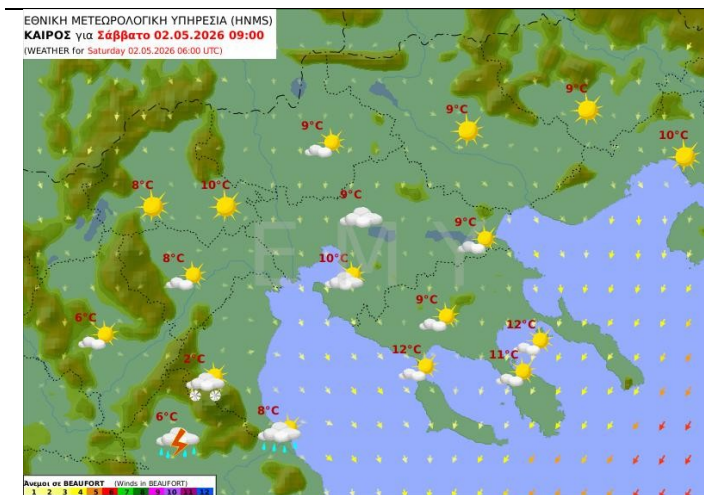 ΕΘΝΙΚΗ ΜΕΤΕΩΡΟΛΟΓΙΚΗ ΥΠΗΡΕΣΙΑ (HNMS)
ΚΑΙΡΟΣ για Σάββατο 02.05.2026 09:00
(WEATHER for Saturday 02.05.2026 06:00 UTC)
9°C
9°C
9°C
10°C
8°C
10°C
9°C
9°C
ΕΜΥ
8°C
10°C
9°C
6°C
12°C
12°C
11°C
2°C
6°C
8°C
Άνεμοι σε BEAUFORT (Winds in BEAUFORT)
1 2 3 4 5 6 7 8 9 10 11 12